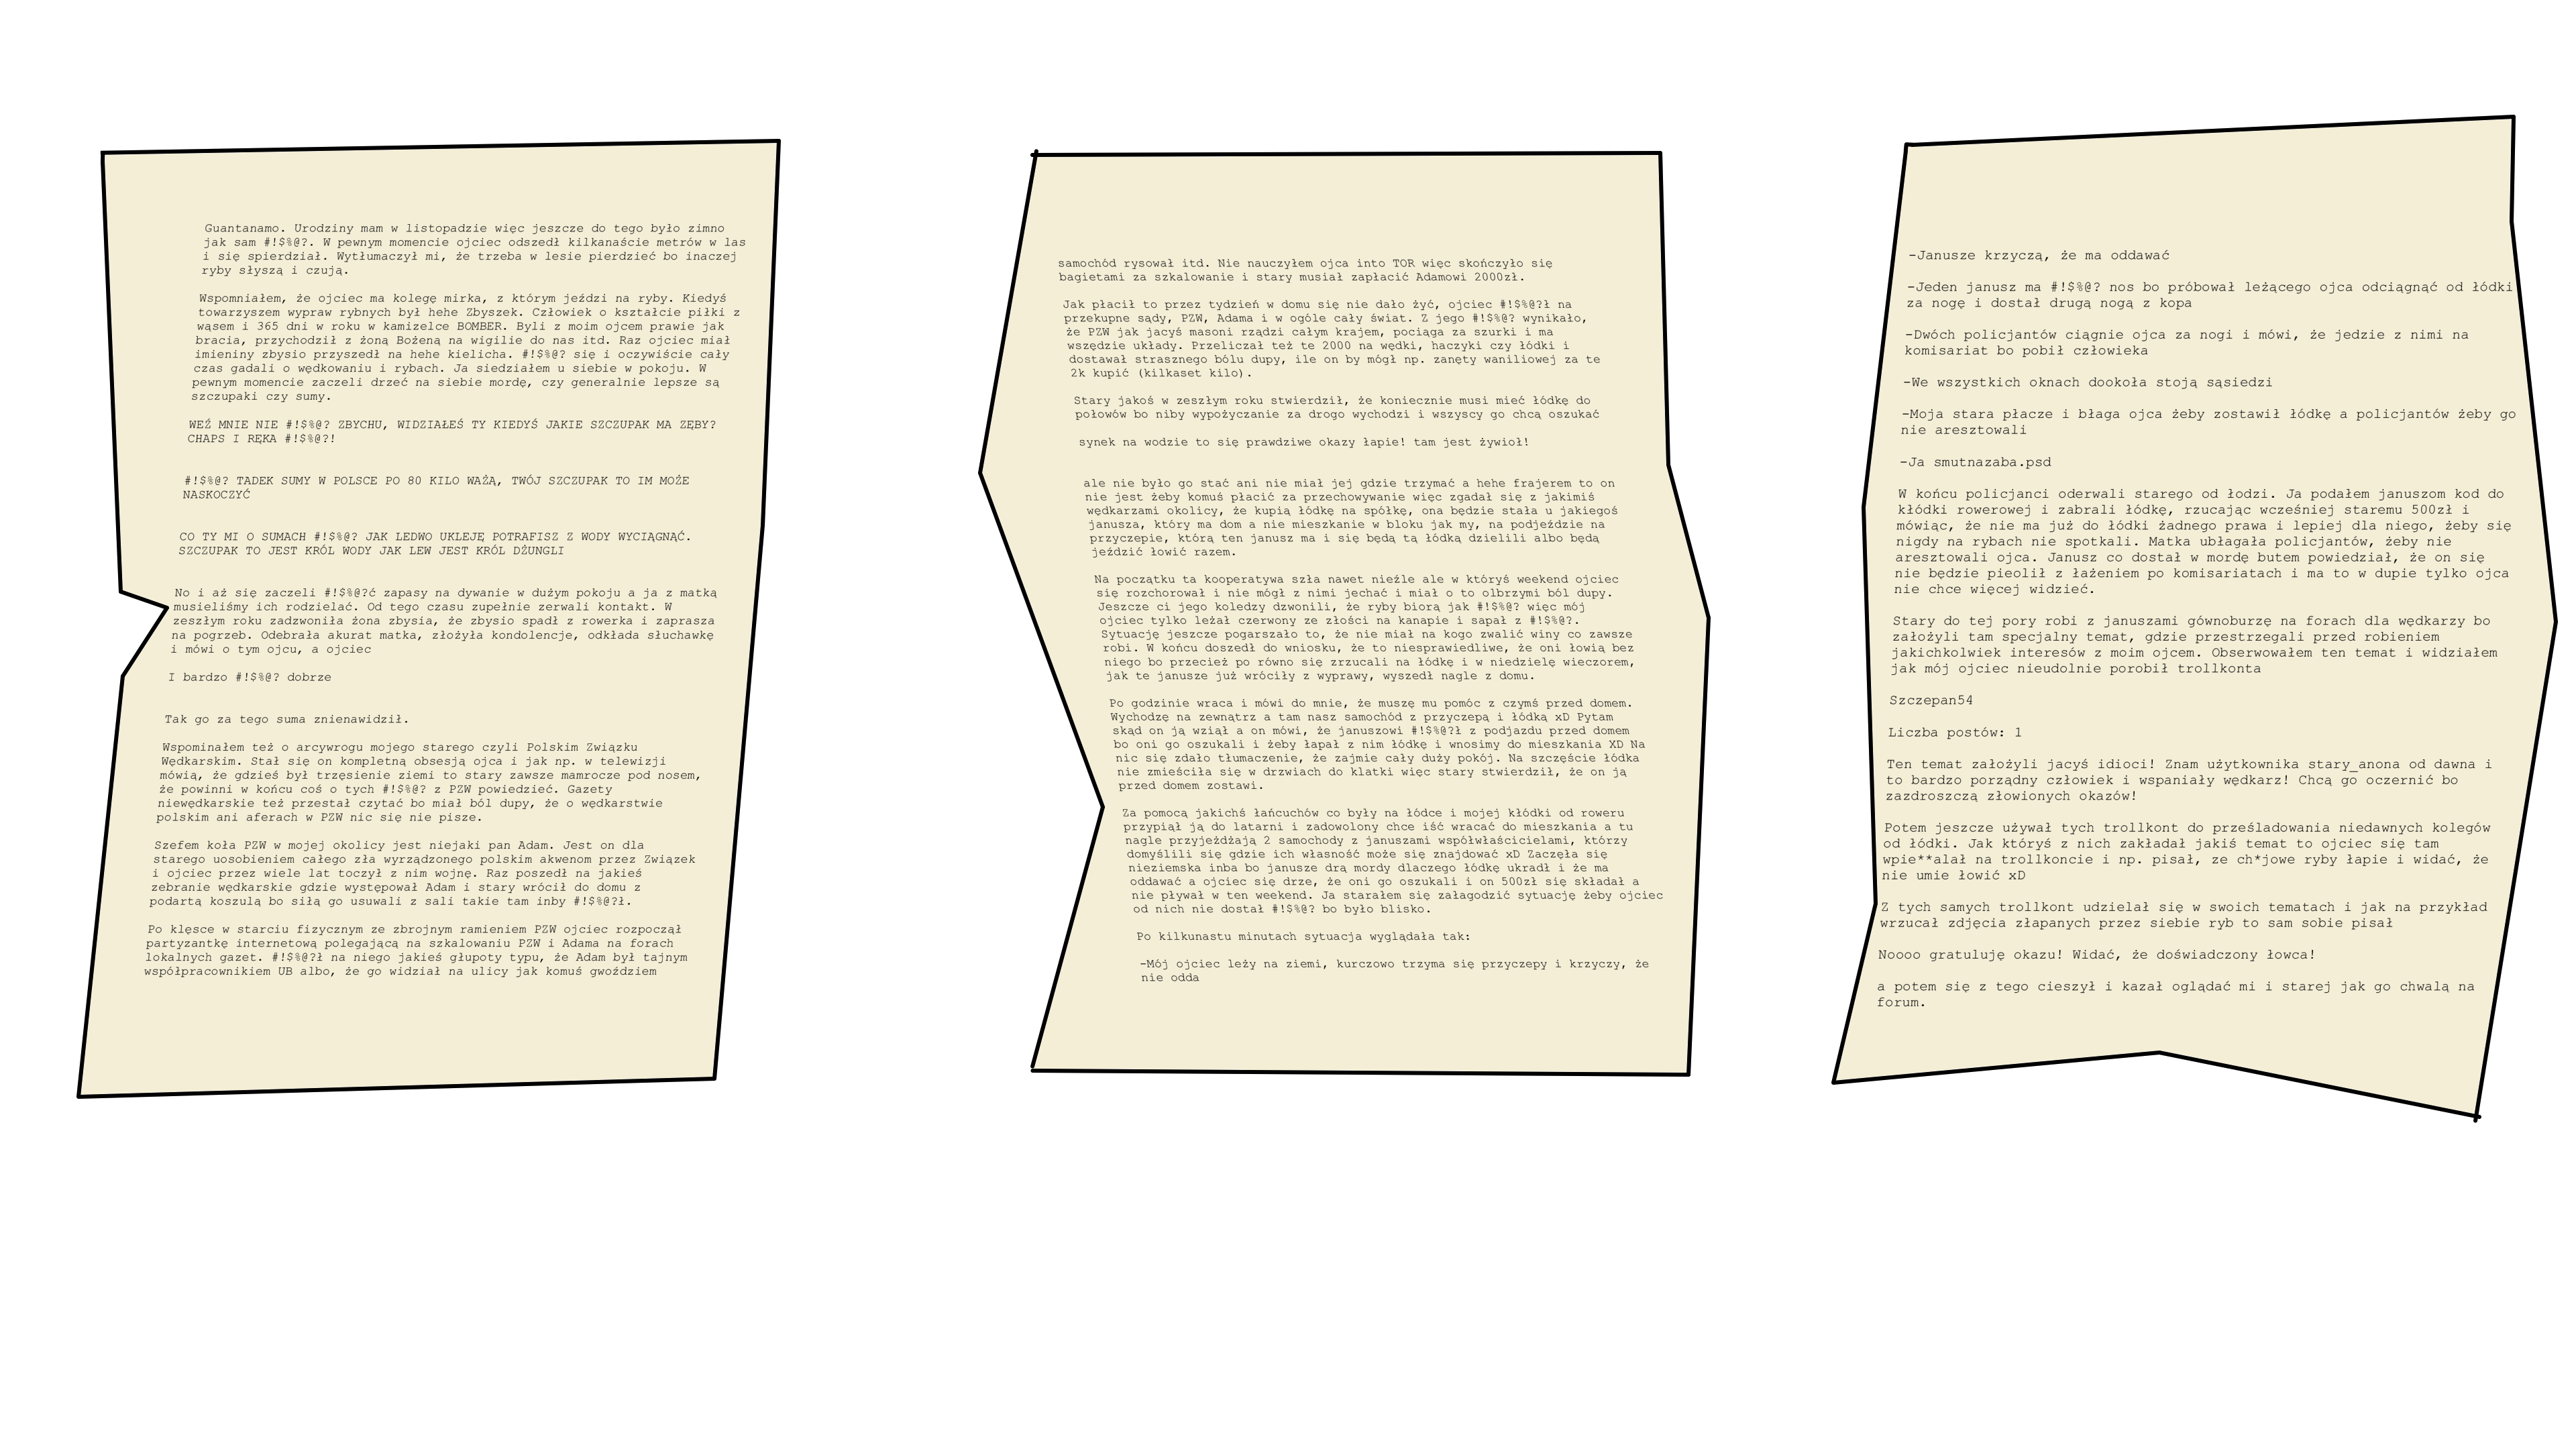 Guantanamo. Urodziny mam w listopadzie więc jeszcze do tego było zimno
jak sam #!$%@?. W pewnym momencie ojciec odszedł kilkanaście metrów w las
i się spierdział. Wytłumaczył mi, że trzeba w lesie pierdzieć bo inaczej
ryby słyszą i czują.
Wspomniałem, że ojciec ma kolegę mirka, z którym jeździ na ryby. Kiedyś
towarzyszem wypraw rybnych był hehe Zbyszek. Człowiek o kształcie piłki z
wąsem i 365 dni w roku w kamizelce BOMBER. Byli z moim ojcem prawie jak
bracia, przychodził z żoną Bożeną na wigilie do nas itd. Raz ojciec miał
imieniny zbysio przyszedł na hehe kielicha. #!$%@? się i oczywiście cały
czas gadali o wędkowaniu i rybach. Ja siedziałem u siebie w pokoju. W
pewnym momencie zaczeli drzeć na siebie mordę, czy generalnie lepsze są
szczupaki czy sumy.
WEŹ MNIE NIE #!$%@? ZBYCHU, WIDZIAŁEŚ TY KIEDYŚ JAKIE SZCZUPAK MA ZĘBY?
CHAPS I RĘKA #!$%@?!
#!$%@? TADEK SUMY W POLSCE PO 80 KILO WAŻĄ, TWÓJ SZCZUPAK TO IM MOŻE
NASKOCZYĆ
CO TY MI O SUMACH #!$%@? JAK LEDWO UKLEJĘ POTRAFISZ Z WODY WYCIĄGNĄĆ.
SZCZUPAK TO JEST KRÓL WODY JAK LEW JEST KRÓL DŻUNGLI
No i aż się zaczeli #!$%@?ć zapasy na dywanie w dużym pokoju a ja z matką
musieliśmy ich rodzielać. Od tego czasu zupełnie zerwali kontakt. W
zeszłym roku zadzwoniła żona zbysia, że zbysio spadł z rowerka i zaprasza
na pogrzeb. Odebrała akurat matka, złożyła kondolencje, odkłada słuchawkę
i mówi o tym ojcu, a ojciec
I bardzo #!$%@? dobrze
Tak go za tego suma znienawidził.
Wspominałem też o arcywrogu mojego starego czyli Polskim Związku
Wędkarskim. Stał się on kompletną obsesją ojca i jak np. w telewizji
mówią, że gdzieś był trzęsienie ziemi to stary zawsze mamrocze pod nosem,
że powinni w końcu coś o tych #!$%@? z PZW powiedzieć. Gazety
niewędkarskie też przestał czytać bo miał ból dupy, że o wędkarstwie
polskim ani aferach w PZW nic się nie pisze.
Szefem koła PZW w mojej okolicy jest niejaki pan Adam. Jest on dla
starego uosobieniem całego zła wyrządzonego polskim akwenom przez Związek
i ojciec przez wiele lat toczył z nim wojnę. Raz poszedł na jakieś
zebranie wędkarskie gdzie występował Adam i stary wrócił do domu z
podartą koszulą bo siłą go usuwali z sali takie tam inby #!$%@?ł.
Po klęsce w starciu fizycznym ze zbrojnym ramieniem PZW ojciec rozpoczął
partyzantkę internetową polegającą na szkalowaniu PZW i Adama na forach
lokalnych gazet. #!$%@?ł na niego jakieś głupoty typu, że Adam był tajnym
współpracownikiem UB albo, że go widział na ulicy jak komuś gwoździem
samochód rysował itd. Nie nauczyłem ojca into TOR więc skończyło się
bagietami za szkalowanie i stary musiał zapłacić Adamowi 2000zł.
Jak płacił to przez tydzień w domu się nie dało żyć, ojciec #!$%@?ł na
przekupne sądy, PZW, Adama i w ogóle cały świat. Z jego #!$%@? wynikało,
że PZW jak jacyś masoni rządzi całym krajem, pociąga za szurki i ma
wszędzie układy. Przeliczał też te 2000 na wędki, haczyki czy łódki i
dostawał strasznego bólu dupy, ile on by mógł np. zanęty waniliowej za te
2k kupić (kilkaset kilo).
Stary jakoś w zeszłym roku stwierdził, że koniecznie musi mieć łódkę do
połowów bo niby wypożyczanie za drogo wychodzi i wszyscy go chcą oszukać
synek na wodzie to się prawdziwe okazy łapie! tam jest żywioł!
ale nie było go stać ani nie miał jej gdzie trzymać a hehe frajerem to on
nie jest żeby komuś płacić za przechowywanie więc zgadał się z jakimiś
wędkarzami okolicy, że kupią łódkę na spółkę, ona będzie stała u jakiegoś
janusza, który ma dom a nie mieszkanie w bloku jak my, na podjeździe na
przyczepie, którą ten janusz ma i się będą tą łódką dzielili albo będą
jeździć łowić razem.
Na początku ta kooperatywa szła nawet nieźle ale w któryś weekend ojciec
się rozchorował i nie mógł z nimi jechać i miał o to olbrzymi ból dupy.
Jeszcze ci jego koledzy dzwonili, że ryby biorą jak #!$%@? więc mój
ojciec tylko leżał czerwony ze złości na kanapie i sapał z #!$%@?.
Sytuację jeszcze pogarszało to, że nie miał na kogo zwalić winy co zawsze
robi. W końcu doszedł do wniosku, że to niesprawiedliwe, że oni łowią bez
niego bo przecież po równo się zrzucali na łódkę i w niedzielę wieczorem,
jak te janusze już wróciły z wyprawy, wyszedł nagle z domu.
Po godzinie wraca i mówi do mnie, że muszę mu pomóc z czymś przed domem.
Wychodzę na zewnątrz a tam nasz samochód z przyczepą i łódką xD Pytam
skąd on ją wziął a on mówi, że januszowi #!$%@?ł z podjazdu przed domem
bo oni go oszukali i żeby łapał z nim łódkę i wnosimy do mieszkania XD Na
nic się zdało tłumaczenie, że zajmie cały duży pokój. Na szczęście łódka
nie zmieściła się w drzwiach do klatki więc stary stwierdził, że on ją
przed domem zostawi.
Za pomocą jakichś łańcuchów co były na łódce i mojej kłódki od roweru
przypiął ją do latarni i zadowolony chce iść wracać do mieszkania a tu
nagle przyjeżdżają 2 samochody z januszami współwłaścicielami, którzy
domyślili się gdzie ich własność może się znajdować xD Zaczęła się
nieziemska inba bo janusze drą mordy dlaczego łódkę ukradł i że ma
oddawać a ojciec się drze, że oni go oszukali i on 500zł się składał a
nie pływał w ten weekend. Ja starałem się załagodzić sytuację żeby ojciec
od nich nie dostał #!$%@? bo było blisko.
Po kilkunastu minutach sytuacja wyglądała tak:
-Mój ojciec leży na ziemi, kurczowo trzyma się przyczepy i krzyczy, że
nie odda
-Janusze krzyczą, że ma oddawać
-Jeden janusz ma #!$%@? nos bo próbował leżącego ojca odciągnąć od łódki
za nogę i dostał drugą nogą z kopa
-Dwóch policjantów ciągnie ojca za nogi i mówi, że jedzie z nimi na
komisariat bo pobił człowieka
-We wszystkich oknach dookoła stoją sąsiedzi
-Moja stara płacze i błaga ojca żeby zostawił łódkę a policjantów żeby go
nie aresztowali
-Ja smutnazaba.psd
W końcu policjanci oderwali starego od łodzi. Ja podałem januszom kod do
kłódki rowerowej i zabrali łódkę, rzucając wcześniej staremu 500zł i
mówiąc, że nie ma już do łódki żadnego prawa i lepiej dla niego, żeby się
nigdy na rybach nie spotkali. Matka ubłagała policjantów, żeby nie
aresztowali ojca. Janusz co dostał w mordę butem powiedział, że on się
nie będzie pieolił z łażeniem po komisariatach i ma to w dupie tylko ojca
nie chce więcej widzieć.
Stary do tej pory robi z januszami gównoburzę na forach dla wędkarzy bo
założyli tam specjalny temat, gdzie przestrzegali przed robieniem
jakichkolwiek interesów z moim ojcem. Obserwowałem ten temat i widziałem
jak mój ojciec nieudolnie porobił trollkonta
Szczepan54
Liczba postów: 1
Ten temat założyli jacyś idioci! Znam użytkownika stary_anona od dawna i
to bardzo porządny człowiek i wspaniały wędkarz! Chcą go oczernić bo
zazdroszczą złowionych okazów!
Potem jeszcze używał tych trollkont do prześladowania niedawnych kolegów
od łódki. Jak któryś z nich zakładał jakiś temat to ojciec się tam
wpie**alał na trollkoncie i np. pisał, ze ch*jowe ryby łapie i widać, że
nie umie łowić xD
Z tych samych trollkont udzielał się w swoich tematach i jak na przykład
wrzucał zdjęcia złapanych przez siebie ryb to sam sobie pisał
Noooo gratuluję okazu! Widać, że doświadczony łowca!
a potem się z tego cieszył i kazał oglądać mi i starej jak go chwalą na
forum.